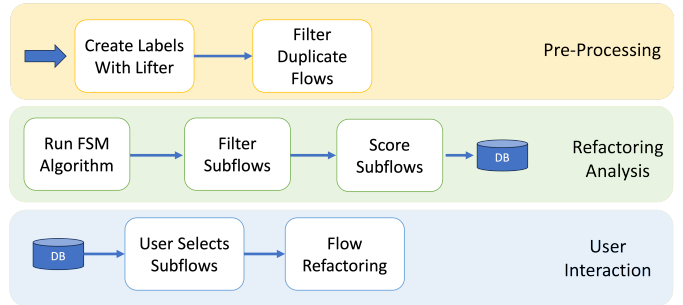 Create Labels
With Lifter
Filter
Duplicate
Flows
Pre-Processing
Run FSM
Algorithm
Filter
Subflows
Score
Subflows
DB
Refactoring
Analysis
DB
User Selects
Subflows
Flow
Refactoring
User
Interaction